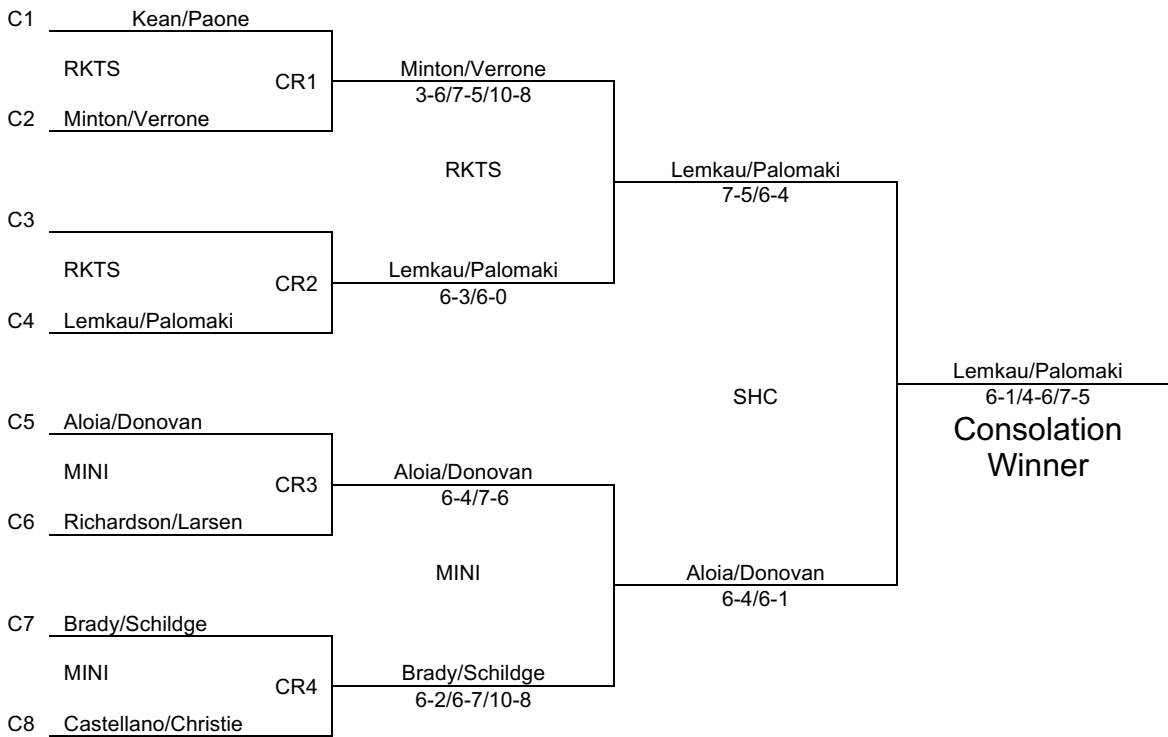 C1 Kean/Paone
RKTS
CR1
Minton/Verrone
3-6/7-5/10-8
C2 Minton/Verrone
RKTS
Lemkau/Palomaki
7-5/6-4
C3
RKTS
CR2
Lemkau/Palomaki
6-3/6-0
C4 Lemkau/Palomaki
SHC
Lemkau/Palomaki
6-1/4-6/7-5
Consolation
Winner
C5 Aloia/Donovan
MINI
CR3
Aloia/Donovan
6-4/7-6
C6 Richardson/Larsen
MINI
Aloia/Donovan
6-4/6-1
C7 Brady/Schildge
MINI
CR4
Brady/Schildge
6-2/6-7/10-8
C8 Castellano/Christie